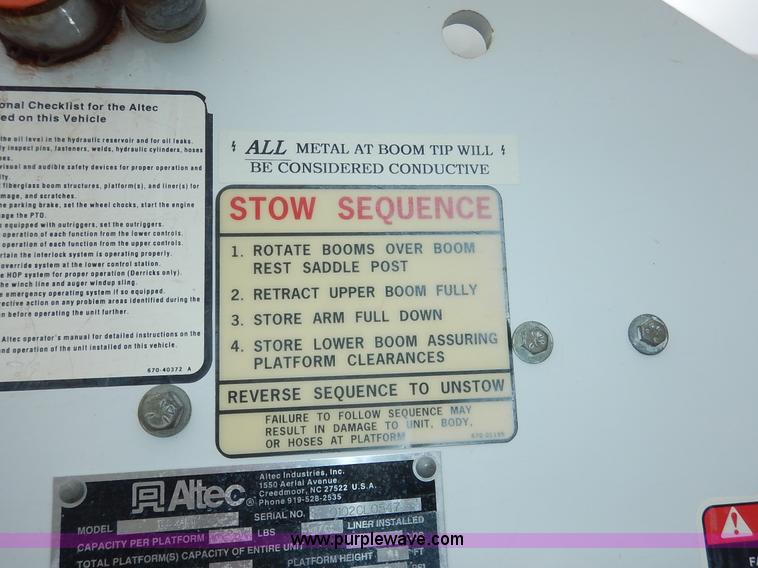 onal Checklist for the Altec
ed on this Vehicle
the oil level in the hydraulic reservoir and for oil leaks.
ly inspect pins, fasteners, welds, hydraulic cylinders, hoses
nes.
visual and audible safety devices for proper operation and
ity.
fiberglass boom structures, platform(s), and liner(s) for
mage, and scratches.
he parking brake, set the wheel chocks, start the engine
gage the PTO.
equipped with outriggers, set the outriggers.
operation of each function from the lower controls.
operation of each function from the upper controls.
rtain the interlock system is operating properly.
override system at the lower control station.
e HOP system for proper operation (Derricks only).
the winch line and auger windup sling.
e emergency operating system if so equipped.
rective action on any problem areas identified during the
n before operating the unit further.
Altec operator's manual for detailed instructions on the
nd operation of the unit installed on this vehicle.
670-40372 A
ALL METAL AT BOOM TIP WILL
BE CONSIDERED CONDUCTIVE
STOW SEQUENCE
1. ROTATE BOOMS OVER BOOM
REST SADDLE POST
2. RETRACT UPPER BOOM FULLY
3. STORE ARM FULL DOWN
4. STORE LOWER BOOM ASSURING
PLATFORM CLEARANCES
REVERSE SEQUENCE TO UNSTOW
FAILURE TO FOLLOW SEQUENCE MAY
RESULT IN DAMAGE TO UNIT, BODY,
OR HOSES AT PLATFORM
Altec
Altec Industries, Inc.
1550 Aerial Avenue
Creedmoor, NC 27522 U.S.A.
Phone 919-528-2535
MODEL
SERIAL NO.
CAPACITY PER PLATFORM
LBS
LINER INSTALLED
TOTAL PLATFORM(S) CAPACITY OF ENTIRE UNIT
PLATFORM HEIGHT
FT
www.purplewave.com